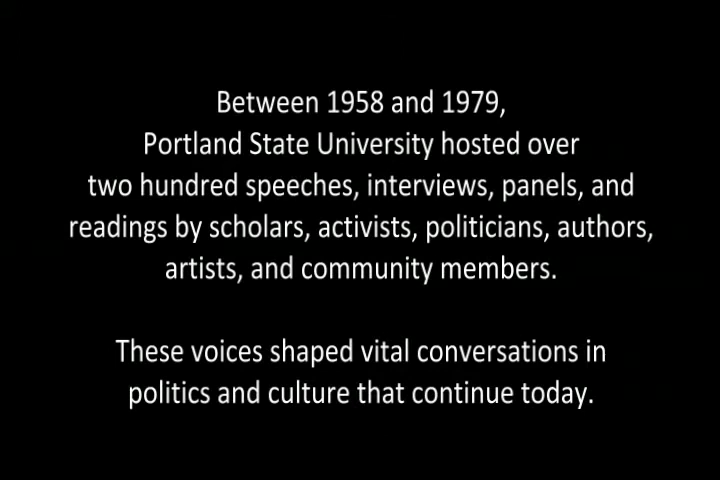 Between 1958 and 1979,
Portland State University hosted over
two hundred speeches, interviews, panels, and
readings by scholars, activists, politicians, authors,
artists, and community members.
These voices shaped vital conversations in
politics and culture that continue today.